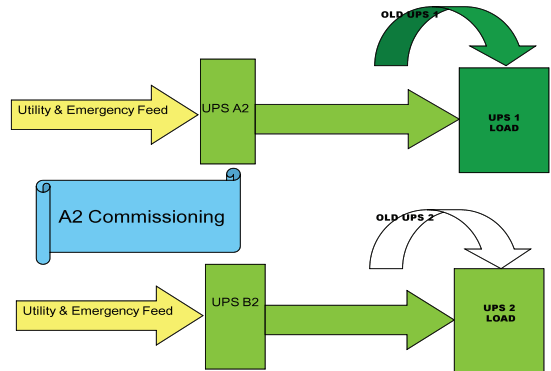 OLD UPS 1
Utility & Emergency Feed
UPS A2
UPS 1
LOAD
A2 Commissioning
OLD UPS 2
Utility & Emergency Feed
UPS B2
UPS 2
LOAD